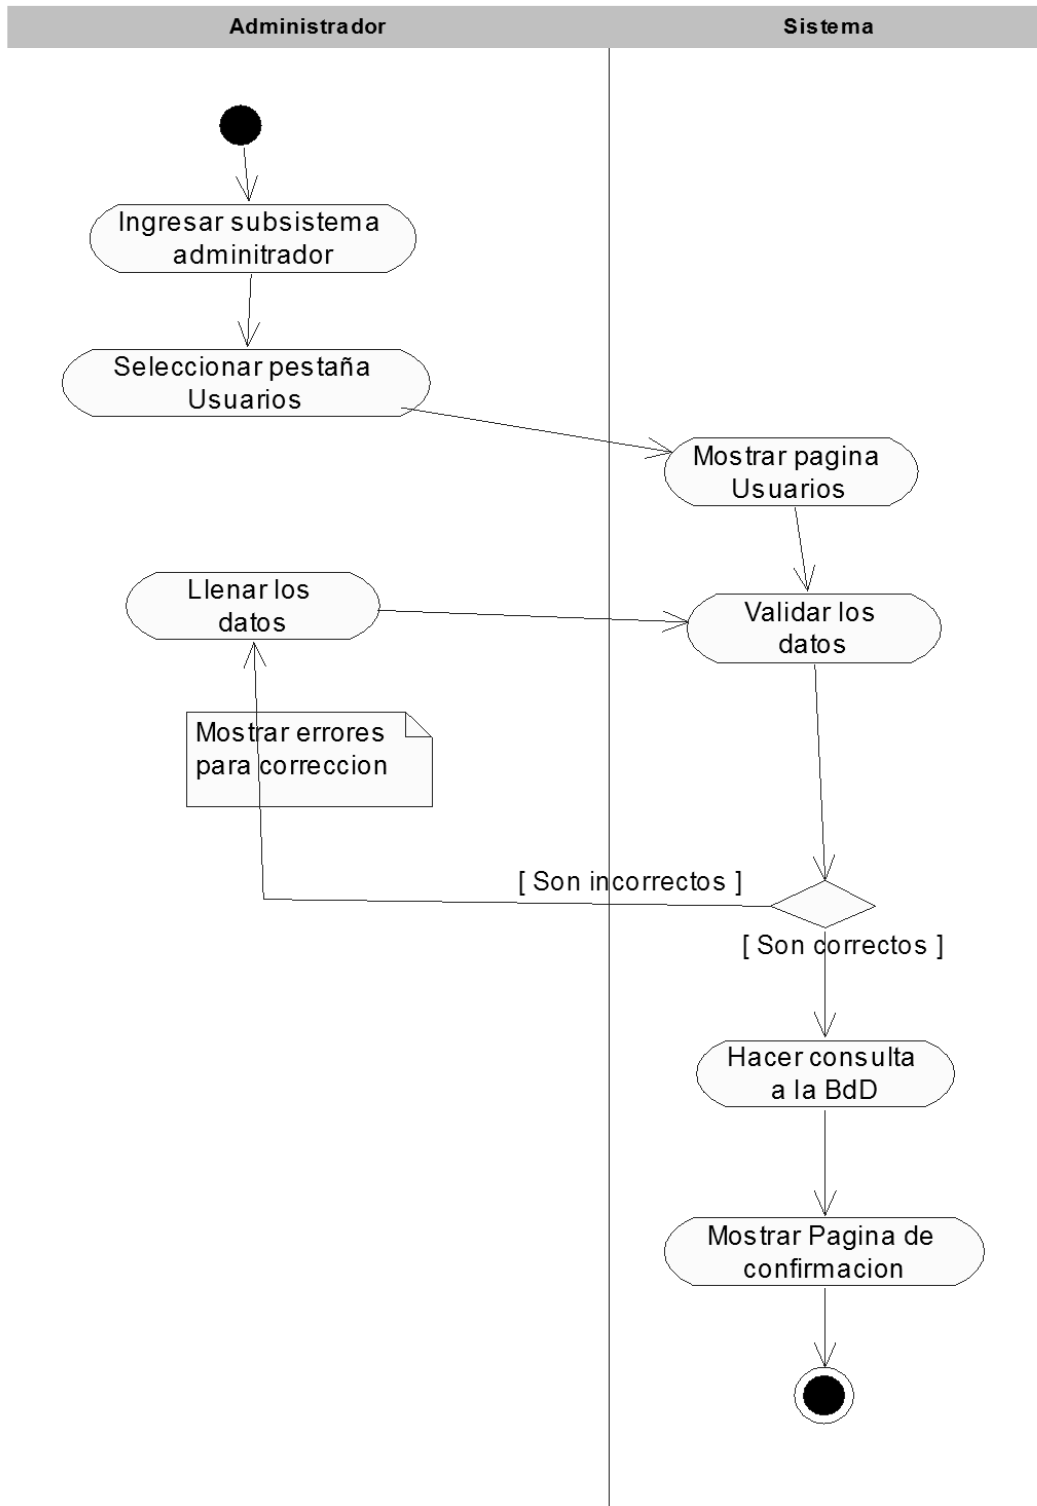 Administrador
Sistema
Ingresar subsistema
adminitrador
Seleccionar pestaña
Usuarios
Mostrar pagina
Usuarios
Llenar los
datos
Validar los
datos
Mostrar errores
para correccion
[ Son incorrectos ]
[ Son correctos ]
Hacer consulta
a la BdD
Mostrar Pagina de
confirmacion